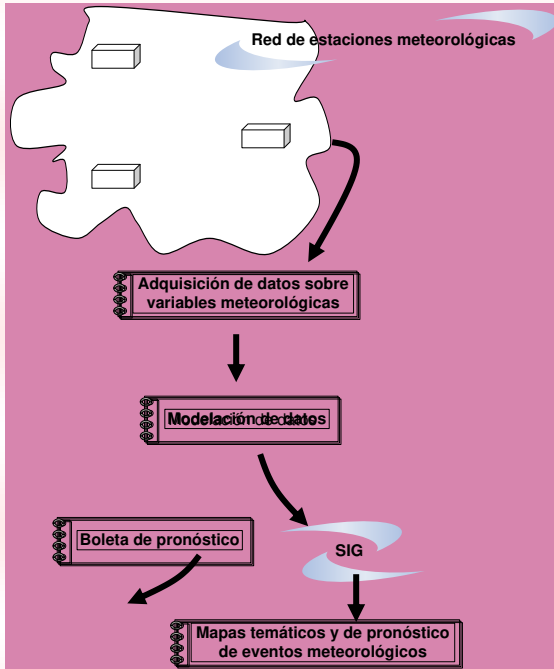 Red de estaciones meteorológicas
Adquisición de datos sobre
variables meteorológicas
Modelación de datos
Boleta de pronóstico
SIG
Mapas temáticos y de pronóstico
de eventos meteorológicos